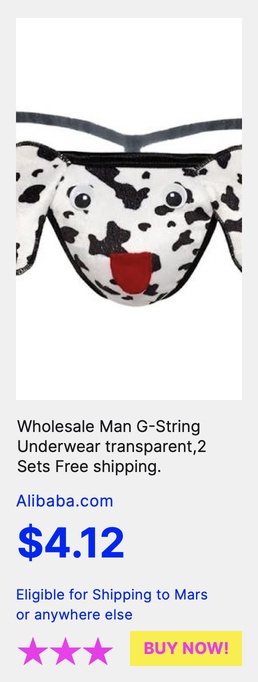 Wholesale Man G-String
Underwear transparent,2
Sets Free shipping.
Alibaba.com
$4.12
Eligible for Shipping to Mars
or anywhere else
BUY NOW!